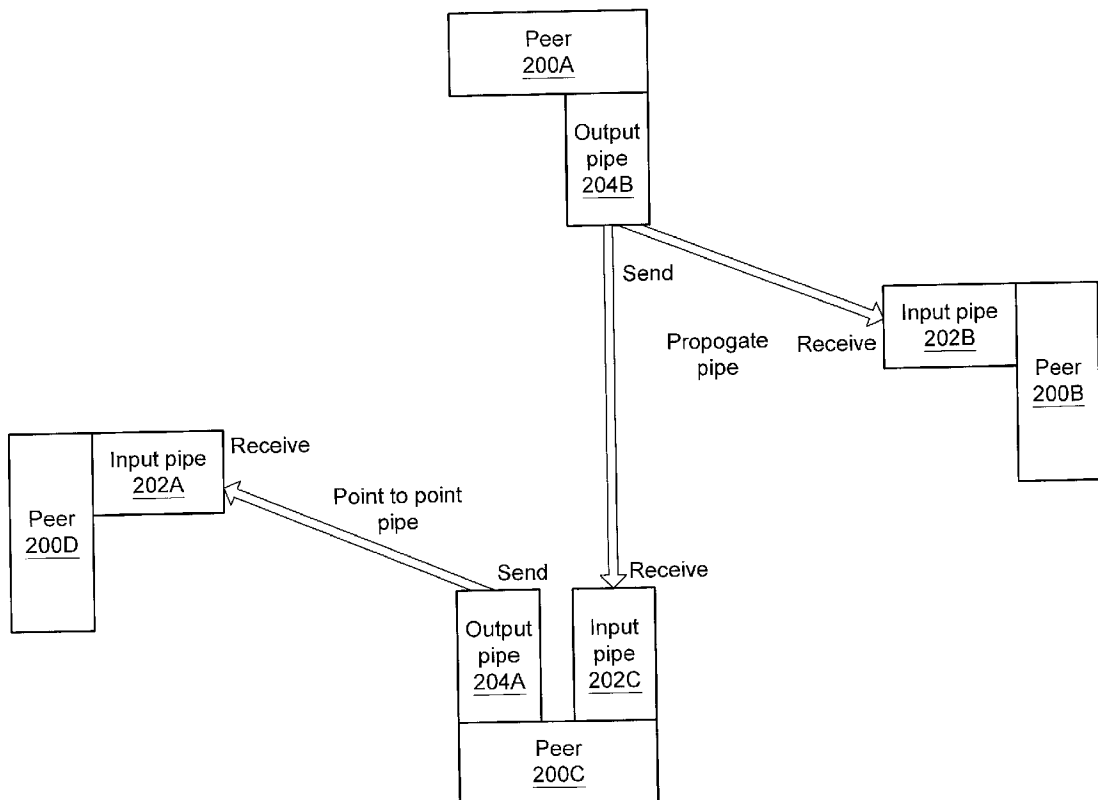 Peer
200A
Output
pipe
204B
Send
Propogate
pipe
Receive
Input pipe
202B
Peer
200B
Peer
200D
Input pipe
202A
Receive
Point to point
pipe
Send
Receive
Output
pipe
204A
Input
pipe
202C
Peer
200C